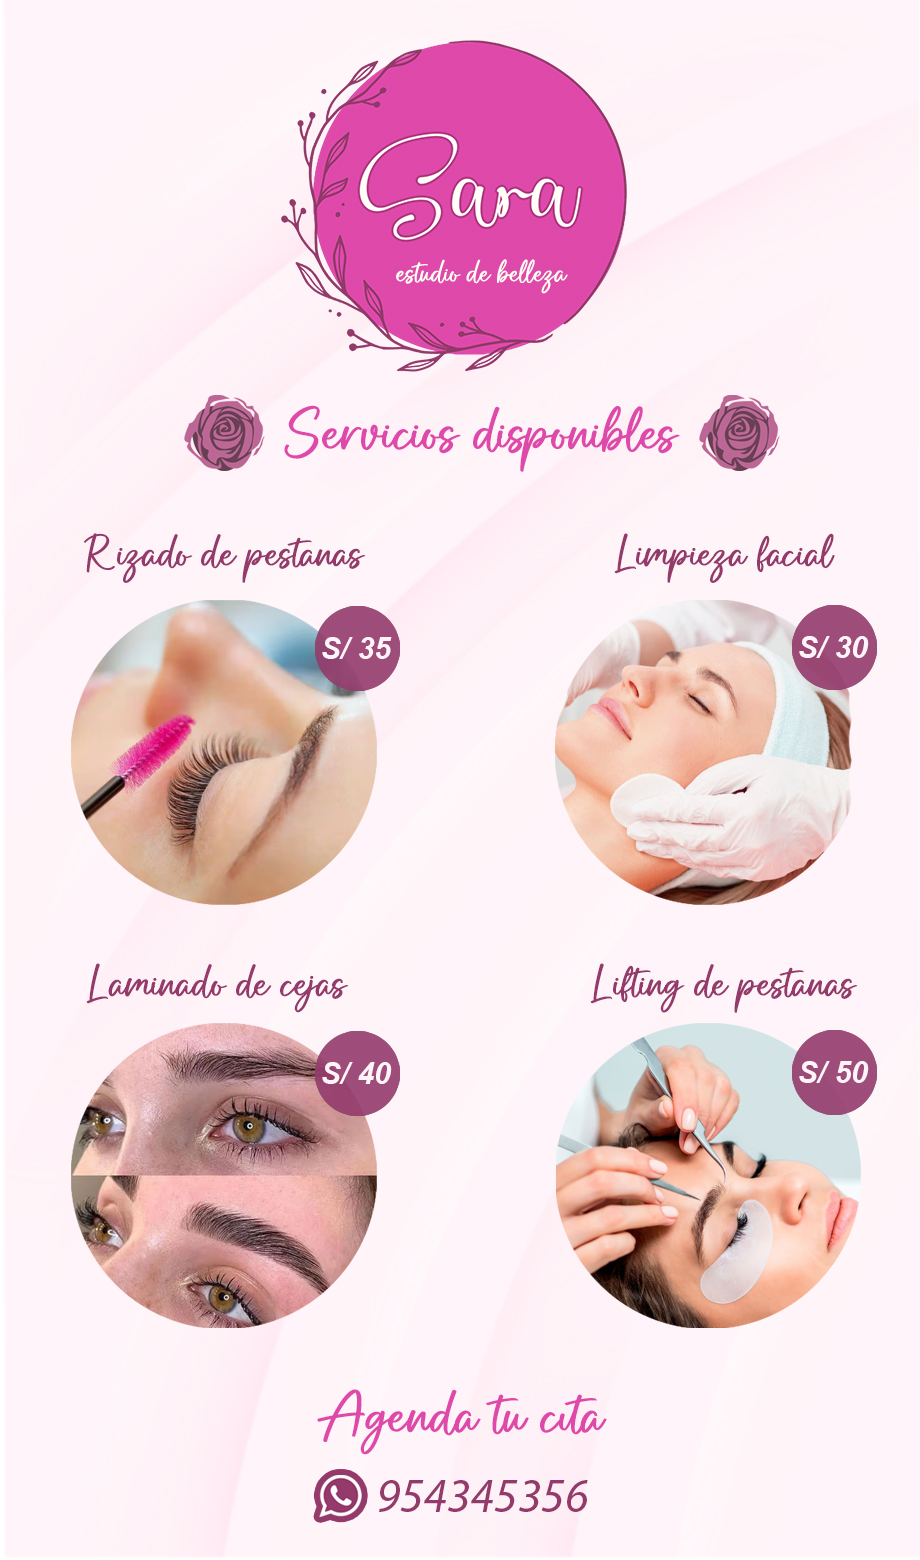 Sara
estudio de belleza
Servicios disponibles
Rizado de pestanas
S/ 35
Limpieza facial
S/ 30
Laminado de cejas
S/ 40
Lifting de pestanas
S/ 50
Agenda tu cita
954345356